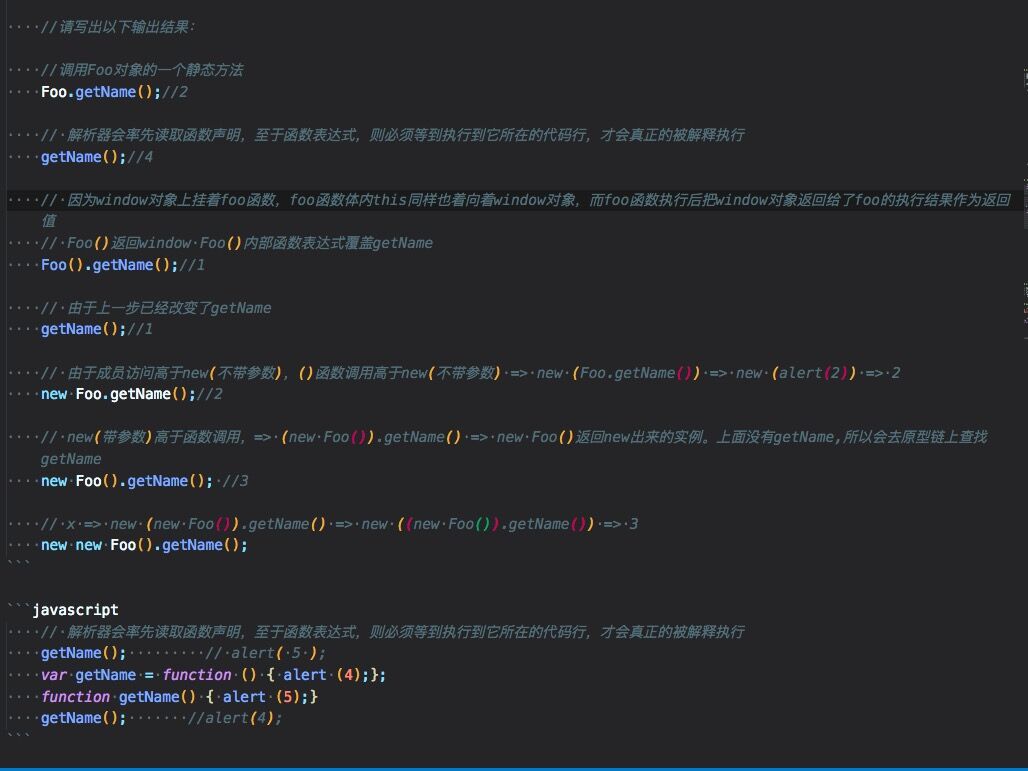 //请写出以下输出结果:
//调用Foo对象的一个静态方法
Foo.getName();//2
// 解析器会率先读取函数声明，至于函数表达式，则必须等到执行到它所在的代码行，才会真正的被解释执行
getName();//4
// 因为window对象上挂着foo函数，foo函数体内this同样也着向着window对象，而foo函数执行后把window对象返回给了foo的执行结果作为返回
值
// Foo()返回window Foo()内部函数表达式覆盖getName
Foo().getName();//1
// 由于上一步已经改变了getName
getName();//1
// 由于成员访问高于new(不带参数)，()函数调用高于new(不带参数) => new (Foo.getName()) => new (alert(2)) => 2
new Foo.getName();//2
// new(带参数)高于函数调用，=> (new Foo()).getName() => new Foo()返回new出来的实例。上面没有getName,所以会去原型链上查找
getName
new Foo().getName(); //3
// x => new (new Foo()).getName() => new ((new Foo()).getName()) => 3
new new Foo().getName();
```
```javascript
// 解析器会率先读取函数声明，至于函数表达式，则必须等到执行到它所在的代码行，才会真正的被解释执行
getName(); // alert( 5 );
var getName = function () { alert (4);};
function getName() { alert (5);}
getName(); //alert(4);
```